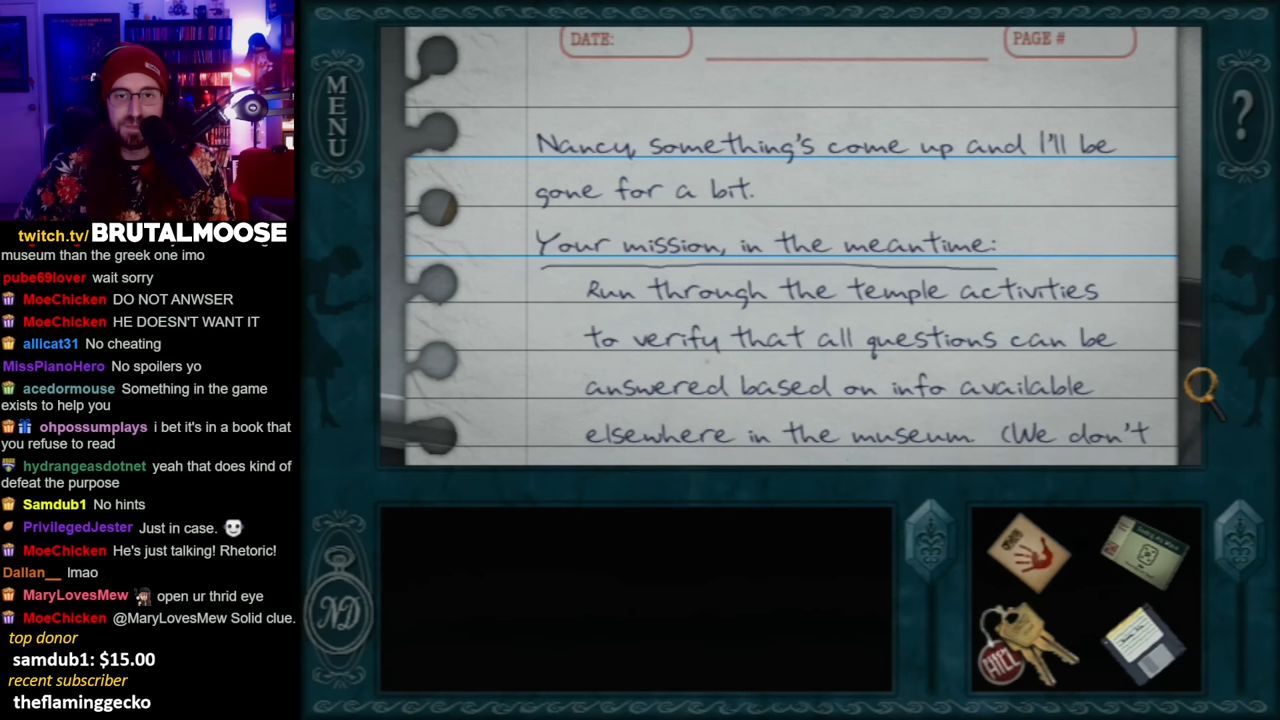 DATE:
PAGE #
Nancy, something's come up and I'll be
gone for a bit.
Your mission, in the meantime:
Run through the temple activities
to verify that all questions can be
answered based on info available
elsewhere in the museum. (We don't
MENU
?
ND
HOTEL
twitch.tv/BRUTALMOOSE
museum than the greek one imo
pube69lover wait sorry
MoeChicken DO NOT ANWSER
MoeChicken HE DOESN'T WANT IT
allicat31 No cheating
MissPianoHero No spoilers yo
acedormouse Something in the game
exists to help you
ohpossumplays i bet it's in a book that
you refuse to read
hydrangeasdotnet yeah that does kind of
defeat the purpose
Samdub1 No hints
PrivilegedJester Just in case.
MoeChicken He's just talking! Rhetoric!
Dallan__ lmao
MaryLovesMew open ur thrid eye
MoeChicken @MaryLovesMew Solid clue.
top donor
samdub1: $15.00
recent subscriber
theflaminggecko